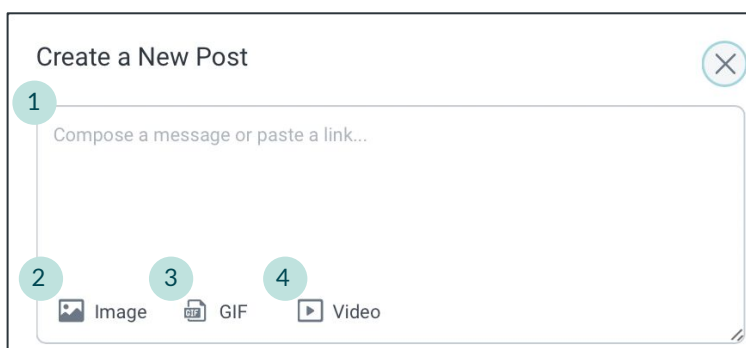 Create a New Post
1
Compose a message or paste a link...
2 3 4
Image GIF GIF Video